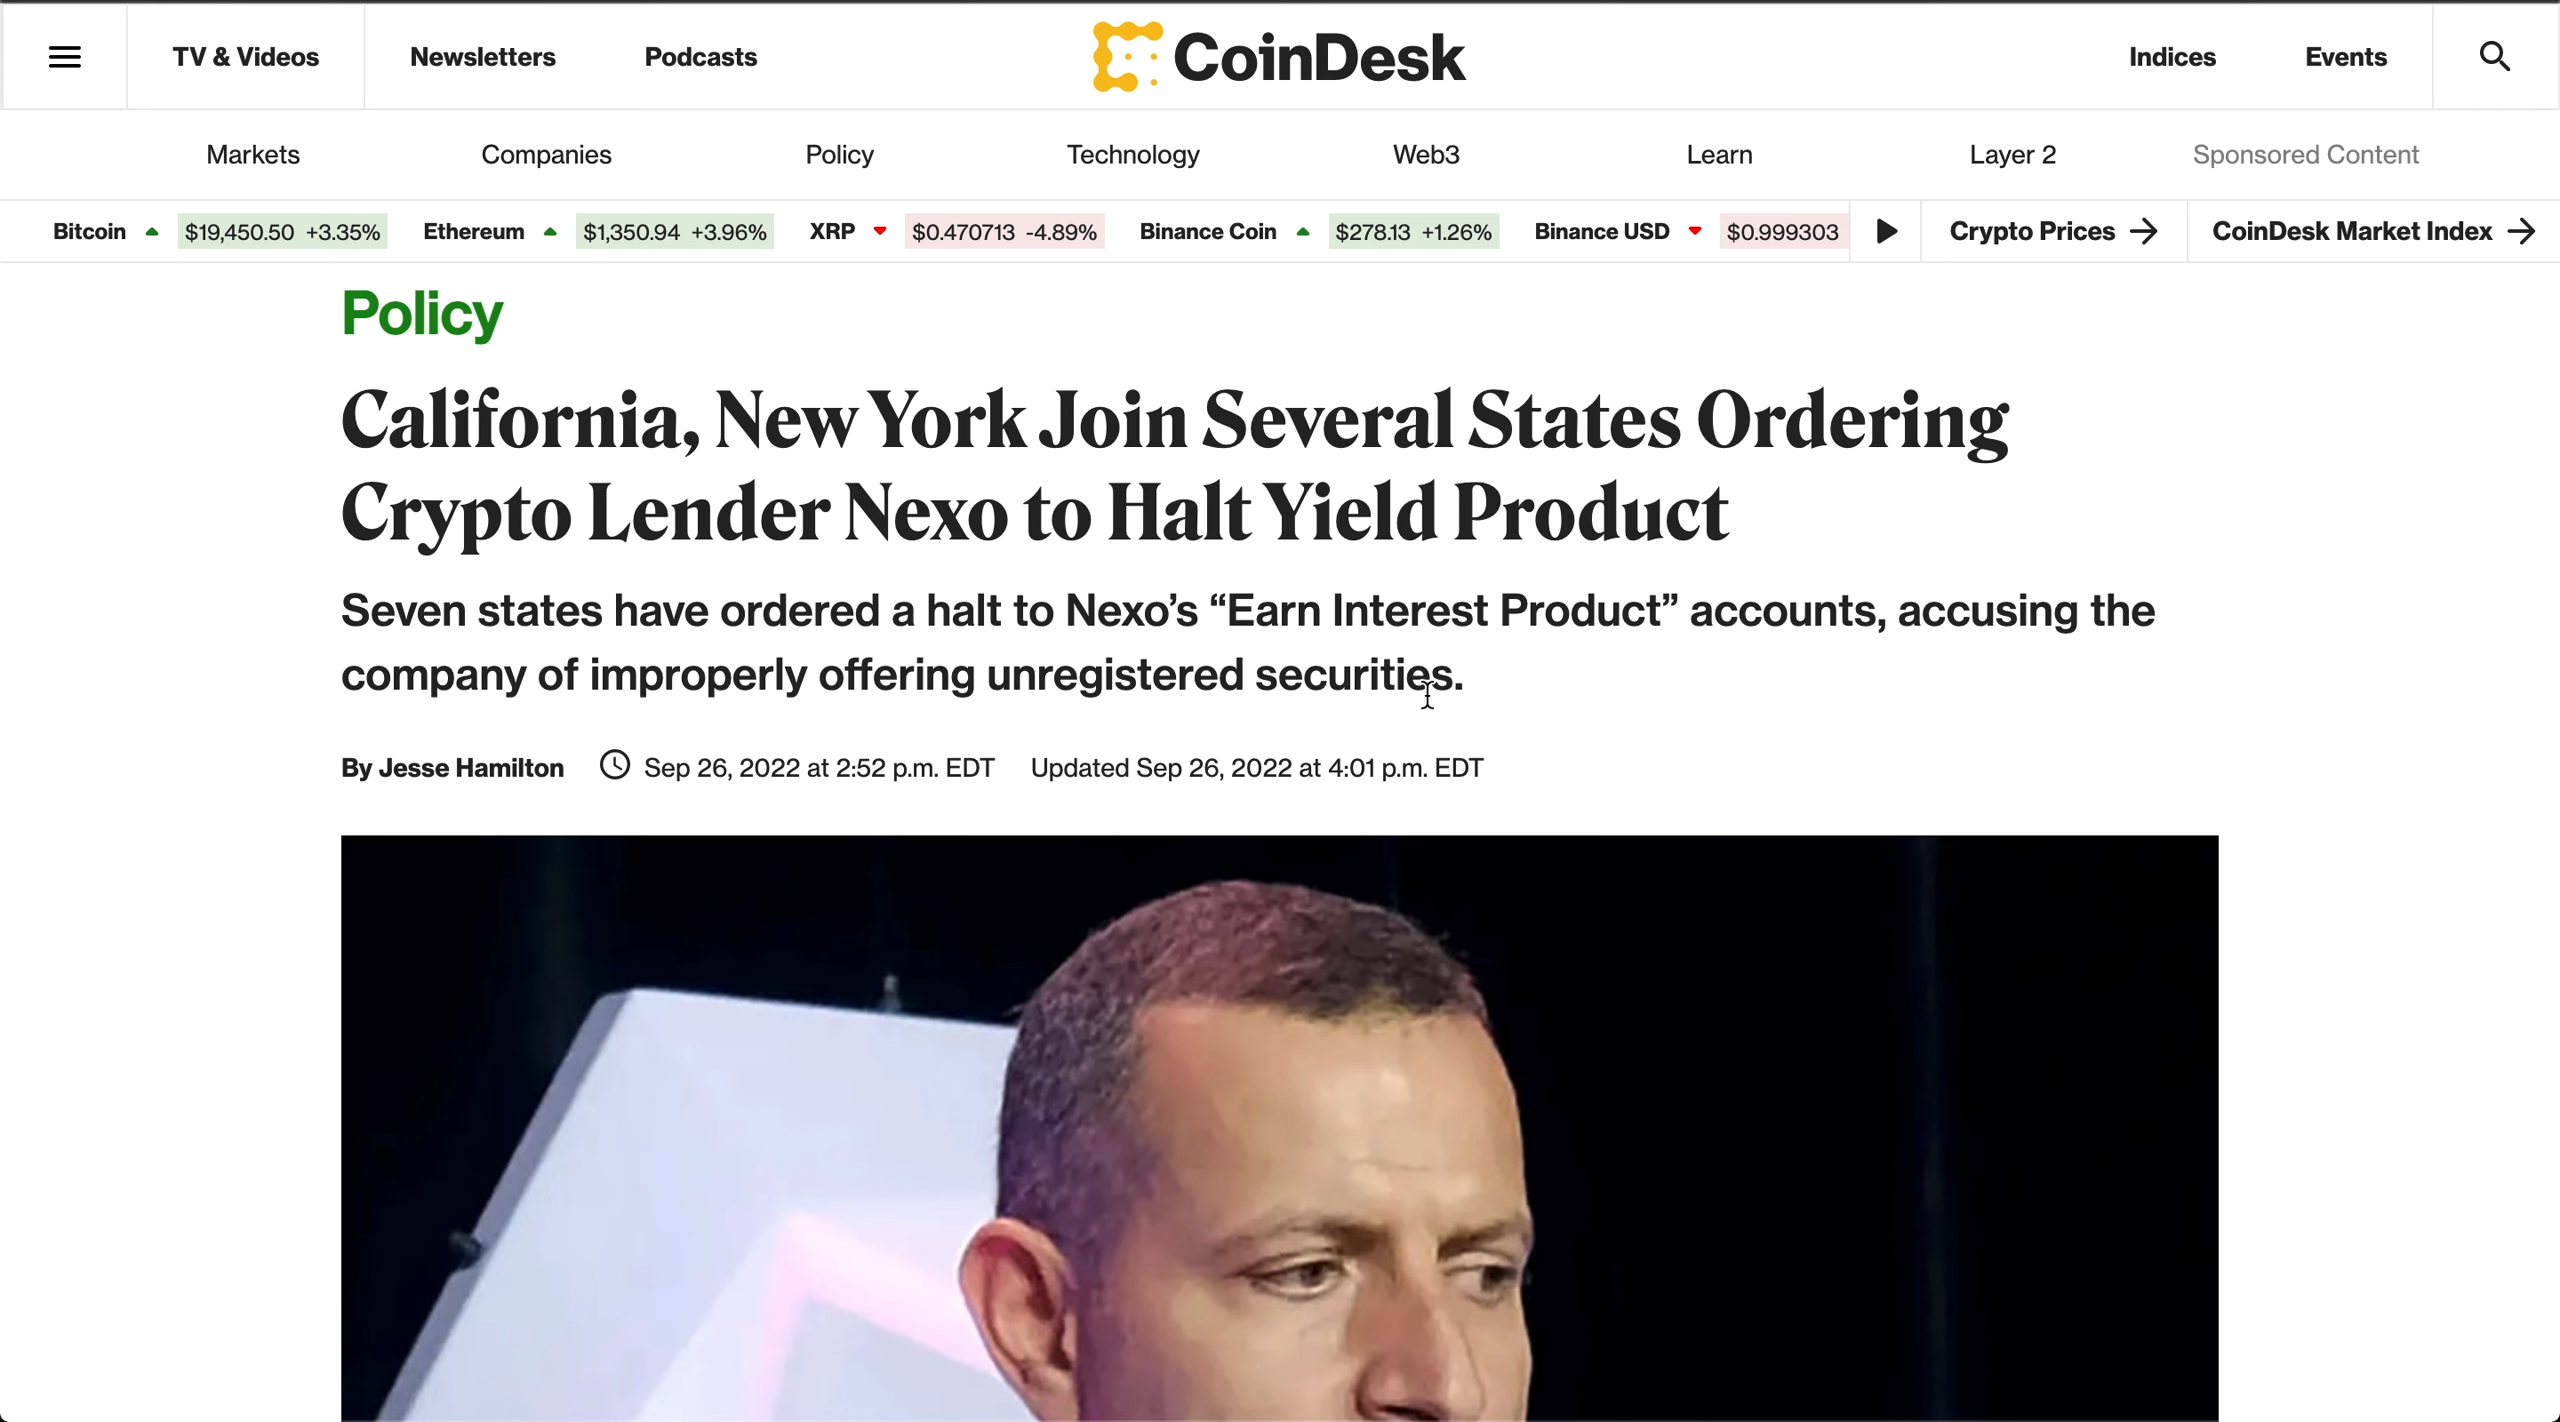 TV & Videos
Newsletters
Podcasts
CoinDesk
Indices
Events
Markets
Companies
Policy
Technology
Web3
Learn
Layer 2
Sponsored Content
Bitcoin $19,450.50 +3.35%
Ethereum $1,350.94 +3.96%
XRP $0.470713 -4.89%
Binance Coin $278.13 +1.26%
Binance USD $0.999303
Crypto Prices →
CoinDesk Market Index →
Policy
California, New York Join Several States Ordering
Crypto Lender Nexo to Halt Yield Product
Seven states have ordered a halt to Nexo’s “Earn Interest Product” accounts, accusing the
company of improperly offering unregistered securities.
By Jesse Hamilton
Sep 26, 2022 at 2:52 p.m. EDT
Updated Sep 26, 2022 at 4:01 p.m. EDT